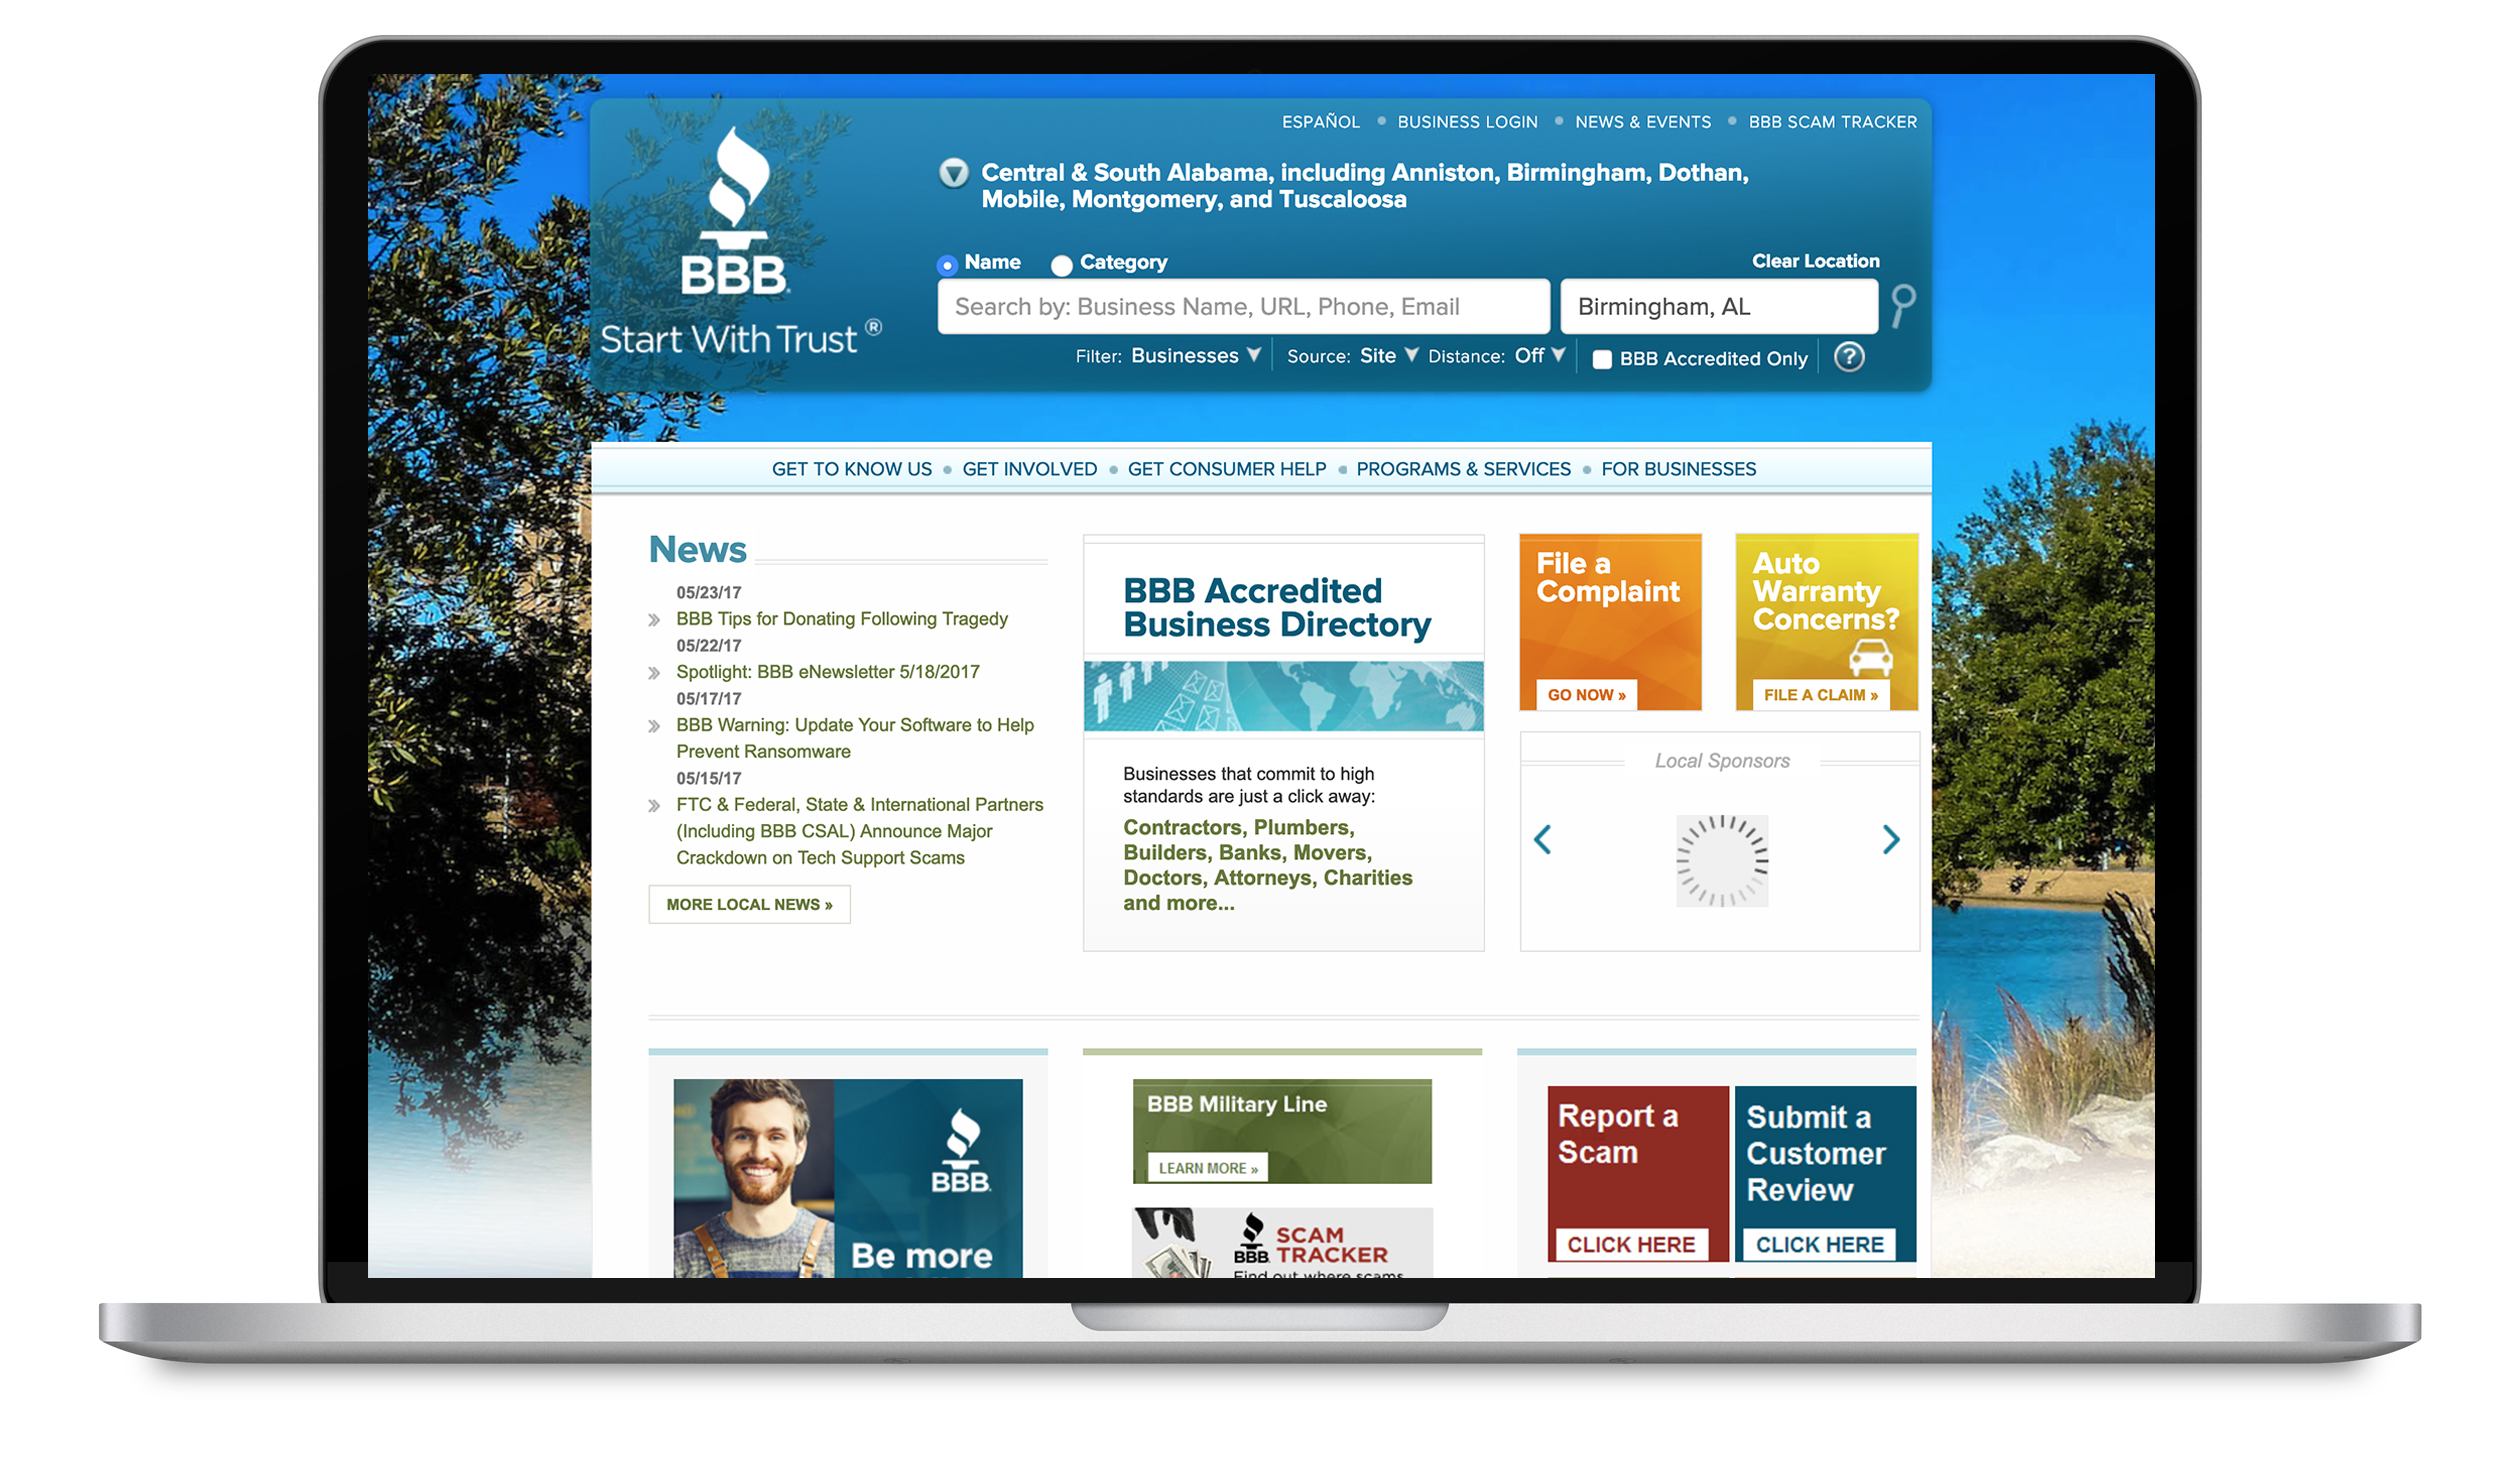 ESPAÑOL • BUSINESS LOGIN • NEWS & EVENTS • BBB SCAM TRACKER
BBB®
Start With Trust®
Central & South Alabama, including Anniston, Birmingham, Dothan,
Mobile, Montgomery, and Tuscaloosa
Name Category Clear Location
Search by: Business Name, URL, Phone, Email Birmingham, AL
Filter: Businesses Source: Site Distance: Off BBB Accredited Only ?
GET TO KNOW US • GET INVOLVED • GET CONSUMER HELP • PROGRAMS & SERVICES • FOR BUSINESSES
News
05/23/17
» BBB Tips for Donating Following Tragedy
05/22/17
» Spotlight: BBB eNewsletter 5/18/2017
05/17/17
» BBB Warning: Update Your Software to Help
Prevent Ransomware
05/15/17
» FTC & Federal, State & International Partners
(Including BBB CSAL) Announce Major
Crackdown on Tech Support Scams
MORE LOCAL NEWS »
BBB Accredited
Business Directory
Businesses that commit to high
standards are just a click away:
Contractors, Plumbers,
Builders, Banks, Movers,
Doctors, Attorneys, Charities
and more...
File a
Complaint
GO NOW »
Auto
Warranty
Concerns?
FILE A CLAIM »
Local Sponsors
BBB.
Be more
BBB Military Line
LEARN MORE »
BBB
SCAM
TRACKER
Find out where scams
Report a
Scam
CLICK HERE
Submit a
Customer
Review
CLICK HERE